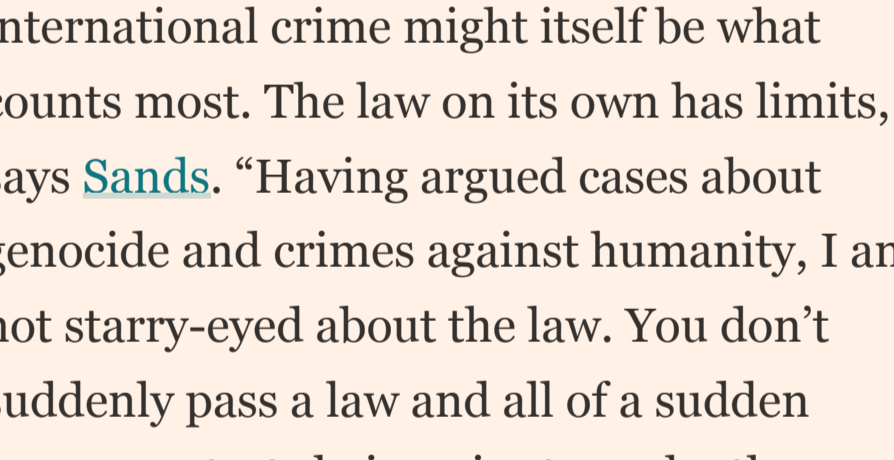 nternational crime might itself be what
counts most. The law on its own has limits,
says Sands. “Having argued cases about
genocide and crimes against humanity, I am
not starry-eyed about the law. You don’t
suddenly pass a law and all of a sudden